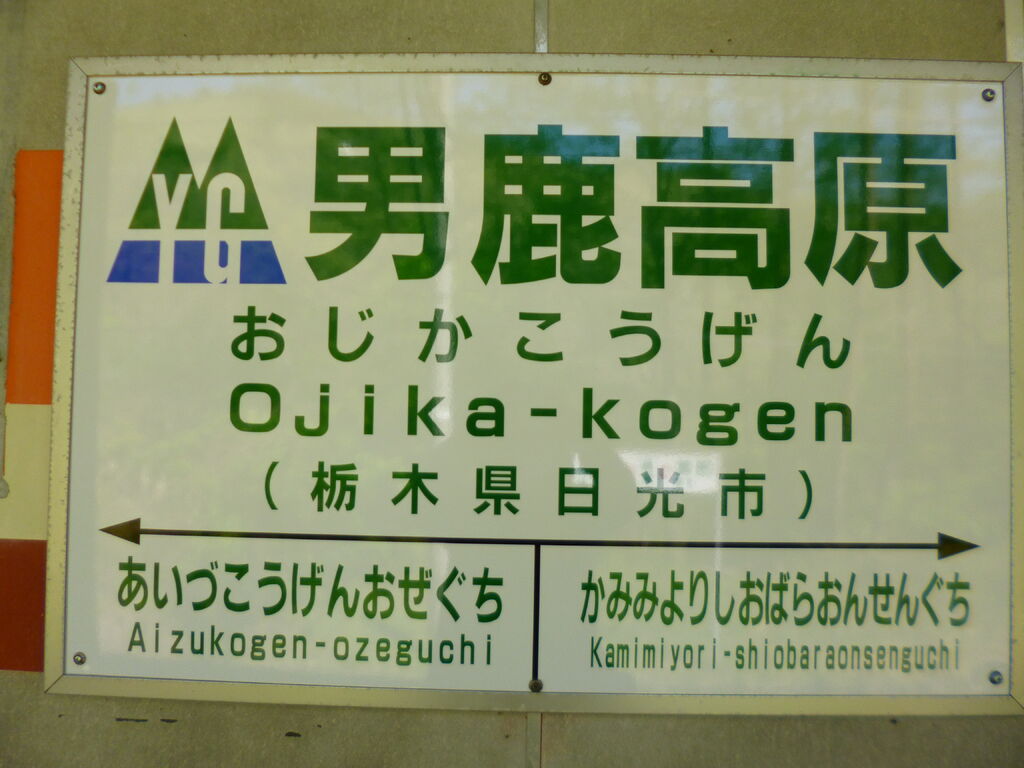 YG 男鹿高原
おじかこうげん
Ojika-kogen
（栃木県日光市）
あいづこうげんおぜぐち かみみよりしおばらおんせんぐち
Aizukogen-ozeguchi Kamimiyori-shiobaraonsenguchi